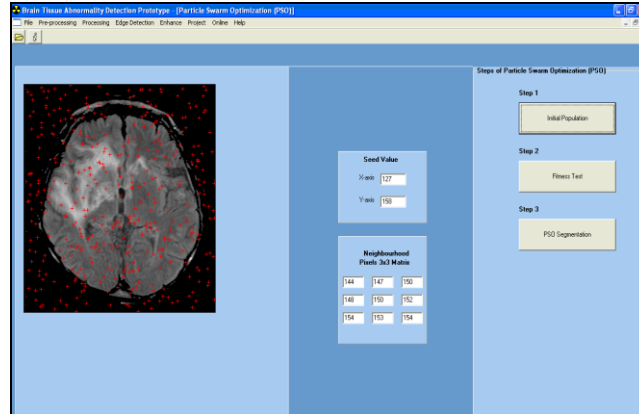 Brain Tissue Abnormality Detection Prototype - [Particle Swarm Optimization (PSO)]
File Pre-processing Processing Edge Detection Enhance Project Online Help
Steps of Particle Swarm Optimization (PSO)
Step 1
Initial Population
Step 2
Fitness Test
Step 3
PSO Segmentation
Seed Value
X-axis 127
Y-axis 150
Neighbourhood
Pixels 3x3 Matrix
144 147 150
148 150 152
154 153 154